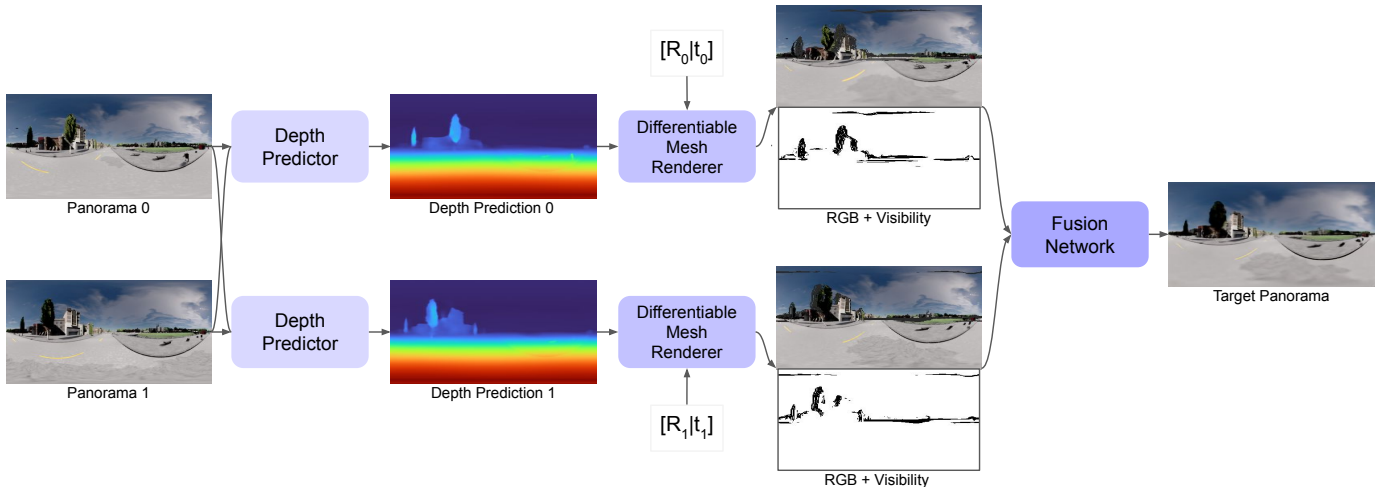 [R₀|t₀]
Panorama 0
Depth
Predictor
Depth Prediction 0
Differentiable
Mesh
Renderer
RGB + Visibility
Panorama 1
Depth
Predictor
Depth Prediction 1
Differentiable
Mesh
Renderer
[R₁|t₁]
RGB + Visibility
Fusion
Network
Target Panorama